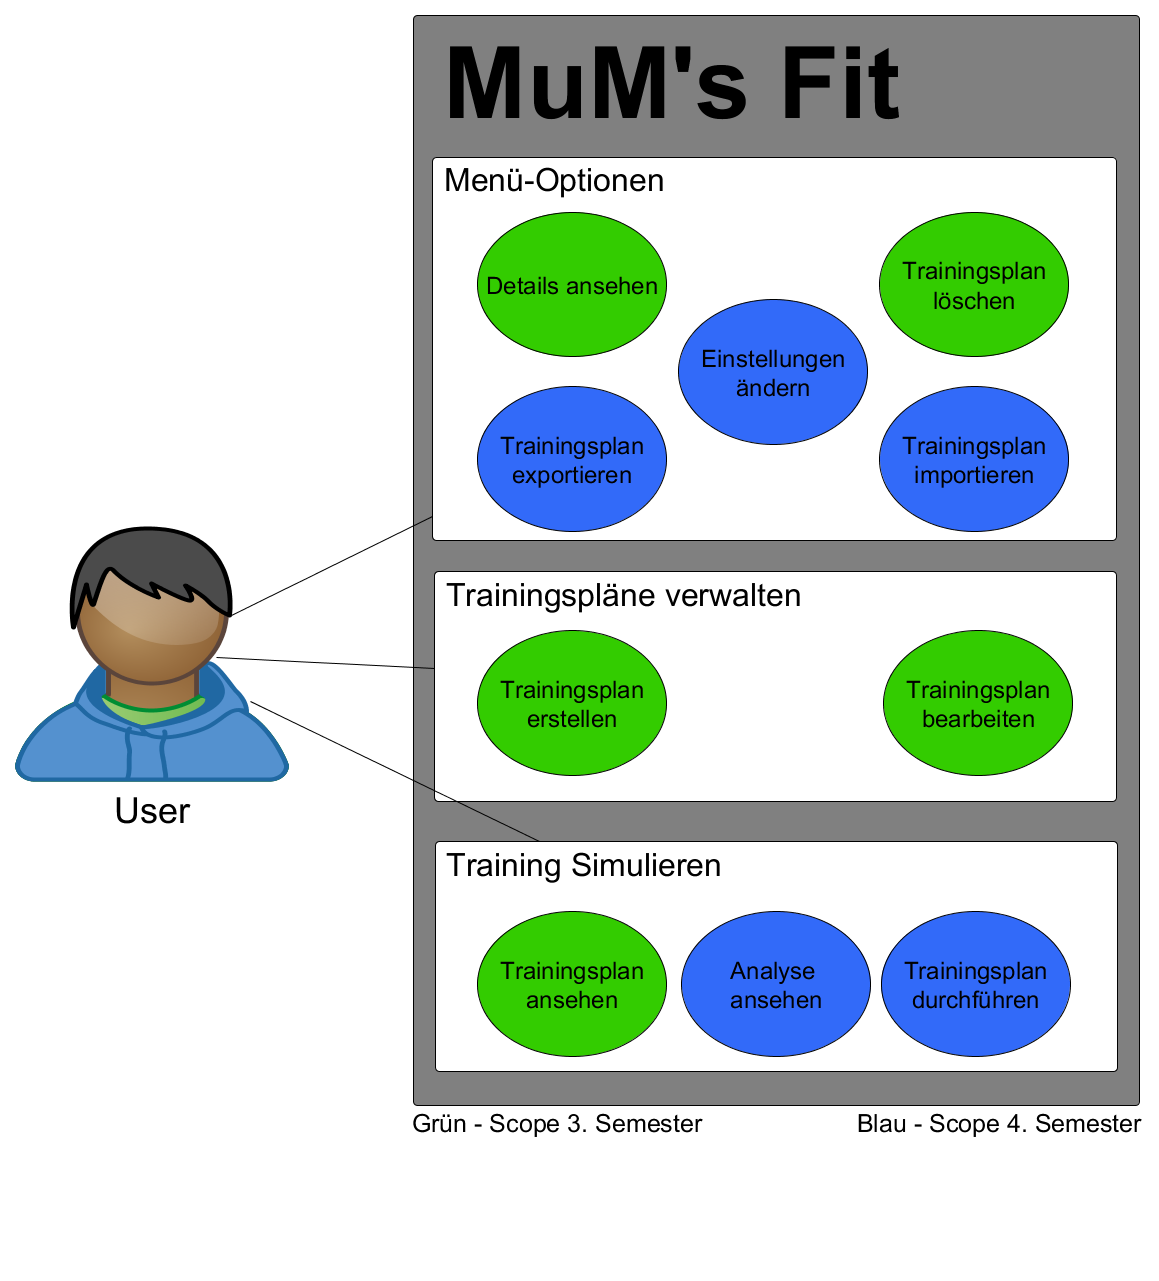 MuM's Fit
Menü-Optionen
Details ansehen
Trainingsplan
löschen
Einstellungen
ändern
Trainingsplan
exportieren
Trainingsplan
importieren
Trainingspläne verwalten
Trainingsplan
erstellen
Trainingsplan
bearbeiten
User
Training Simulieren
Trainingsplan
ansehen
Analyse
ansehen
Trainingsplan
durchführen
Grün - Scope 3. Semester
Blau - Scope 4. Semester